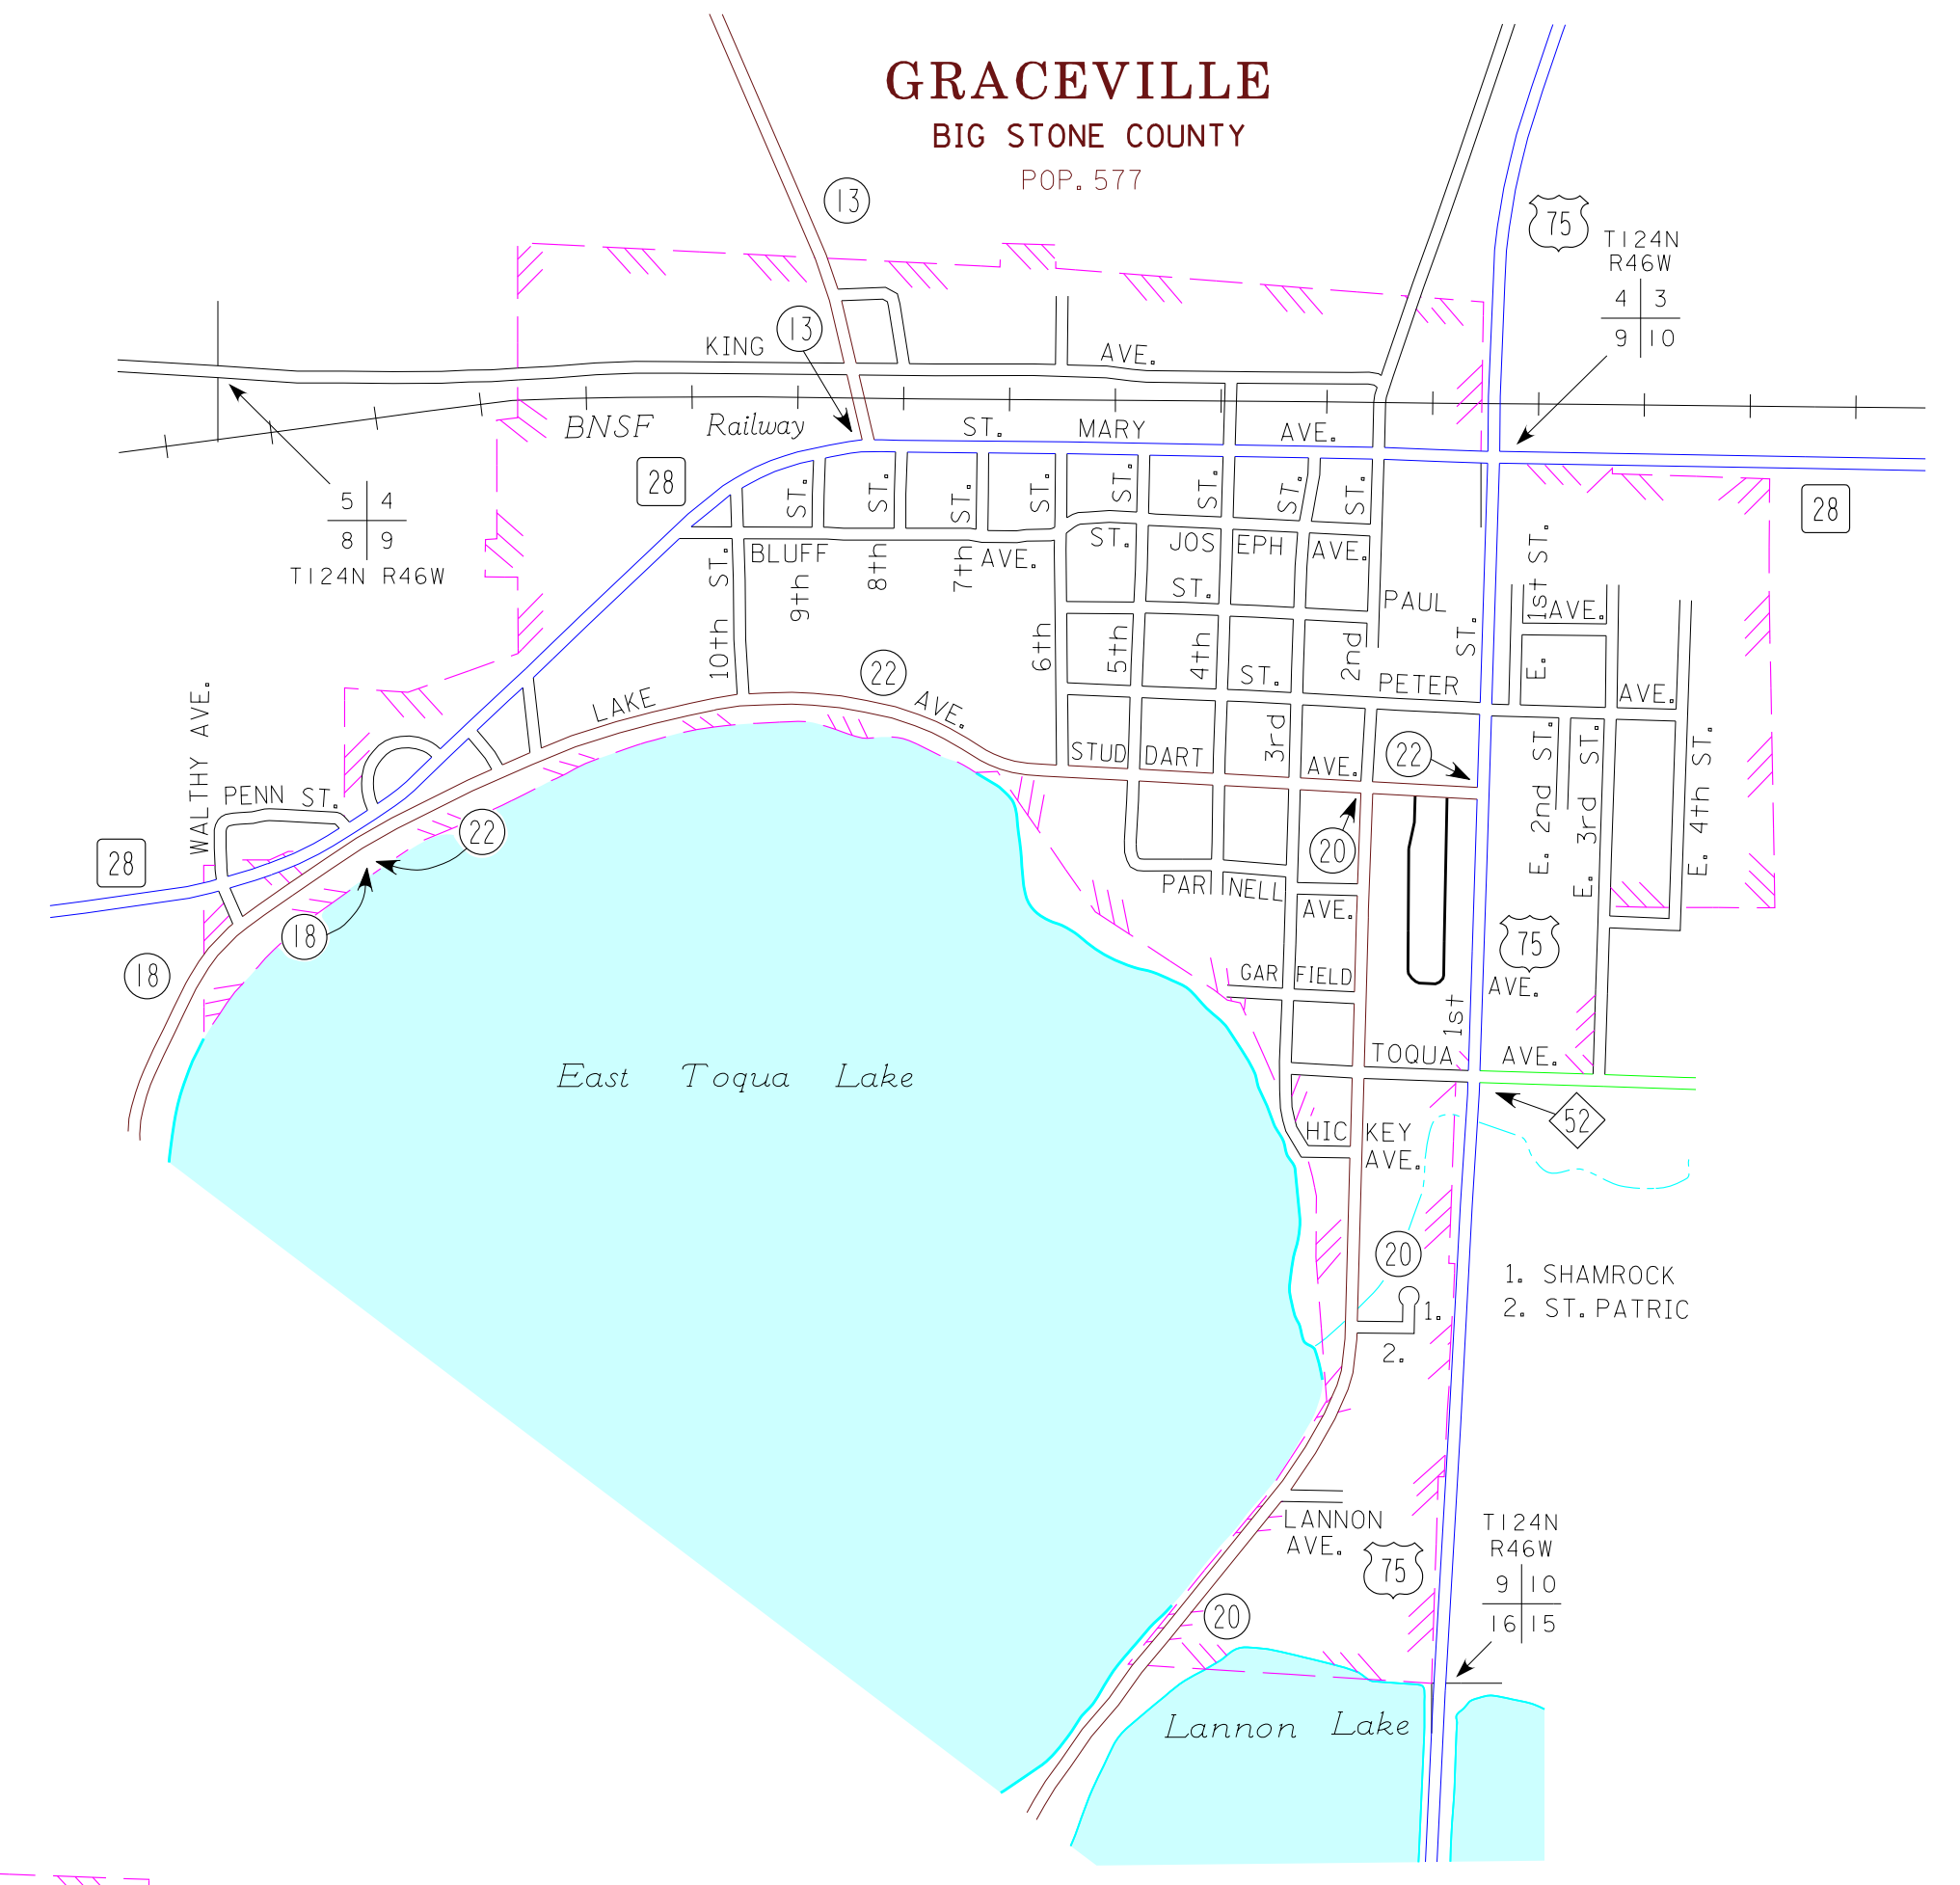 GRACEVILLE
BIG STONE COUNTY
POP. 577
13
75
T124N
R46W
4 3
9 10
13
KING AVE.
BNSF Railway
ST. MARY AVE.
28
28
5 4
8 9
T124N R46W
ST.
ST.
ST.
ST.
ST.
ST.
ST.
ST.
BLUFF AVE.
ST. JOS EPH AVE.
10th ST.
9th
8th
7th
6th
5th
4th
3rd
2nd
ST. PAUL AVE.
E. 1st ST.
ST.
22
LAKE AVE.
ST. PETER AVE.
WALTHY AVE.
PENN ST.
STUD DART AVE.
22
E. 2nd ST.
E. 3rd ST.
E. 4th ST.
28
22
20
18
18
PAR NELL AVE.
75
GAR FIELD AVE.
1st
TOQUA AVE.
East Toqua Lake
52
HIC KEY
AVE.
20
1. SHAMROCK
2. ST. PATRIC
1.
2.
LANNON
AVE.
75
T124N
R46W
9 10
16 15
20
Lannon Lake